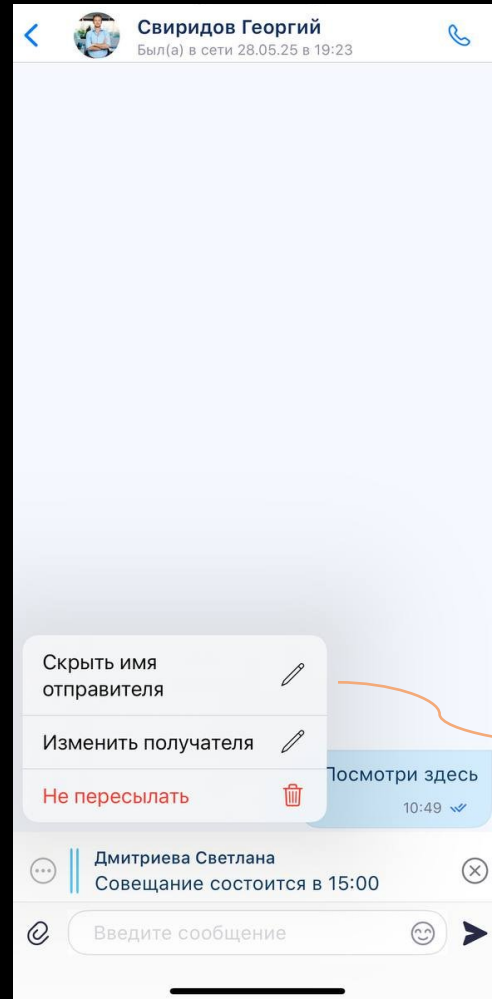 Свиридов Георгий
Был(а) в сети 28.05.25 в 19:23
Скрыть имя
отправителя
Изменить получателя
Не пересылать
Посмотри здесь
10:49
Дмитриева Светлана
Совещание состоится в 15:00
Введите сообщение